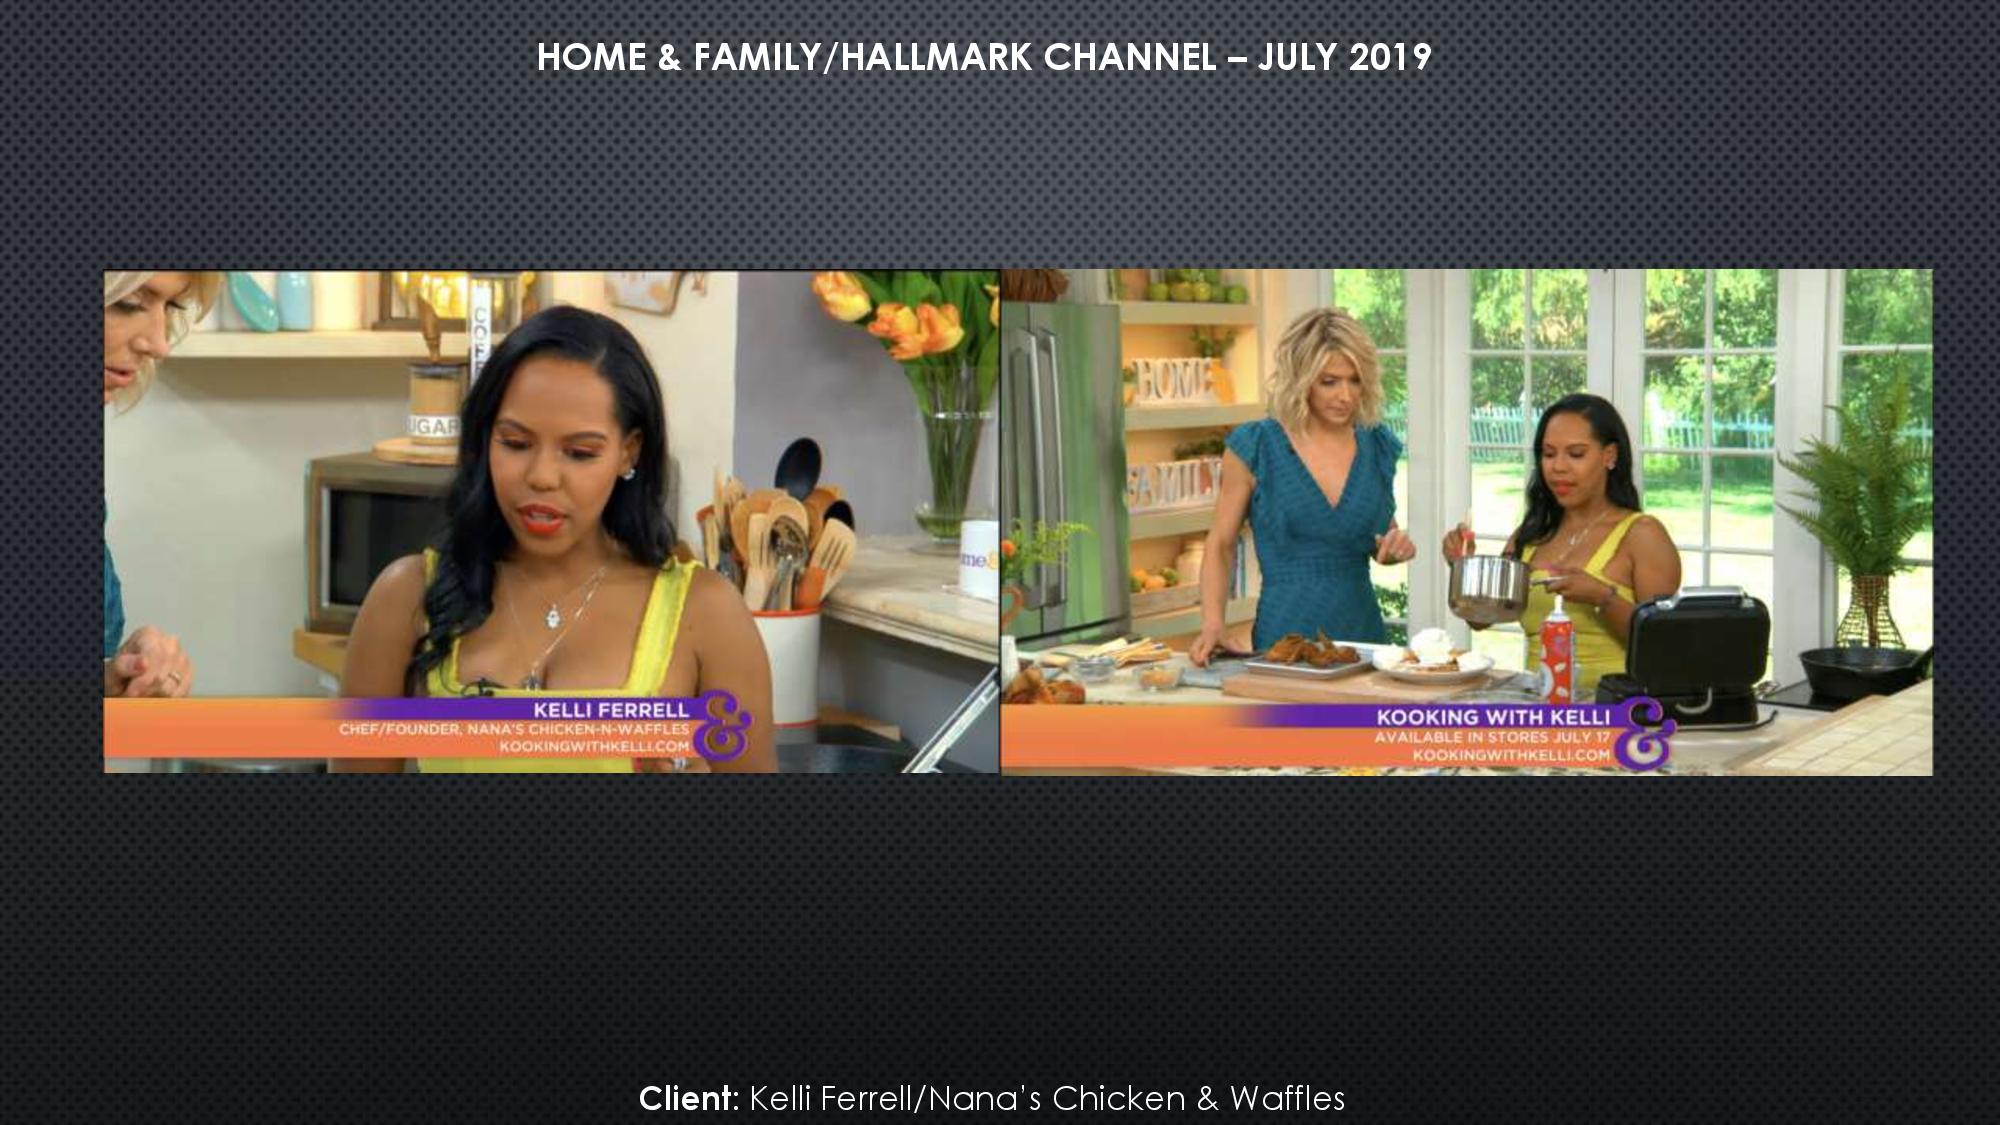 HOME & FAMILY/HALLMARK CHANNEL – JULY 2019
COFF
UGAR
me&
KELLI FERRELL
CHEF/FOUNDER, NANA'S CHICKEN-N-WAFFLES
KOOKINGWITHKELLI.COM
&
HOME
FAMILY
KOOKING WITH KELLI
AVAILABLE IN STORES JULY 17
KOOKINGWITHKELLI.COM
&
Client: Kelli Ferrell/Nana's Chicken & Waffles